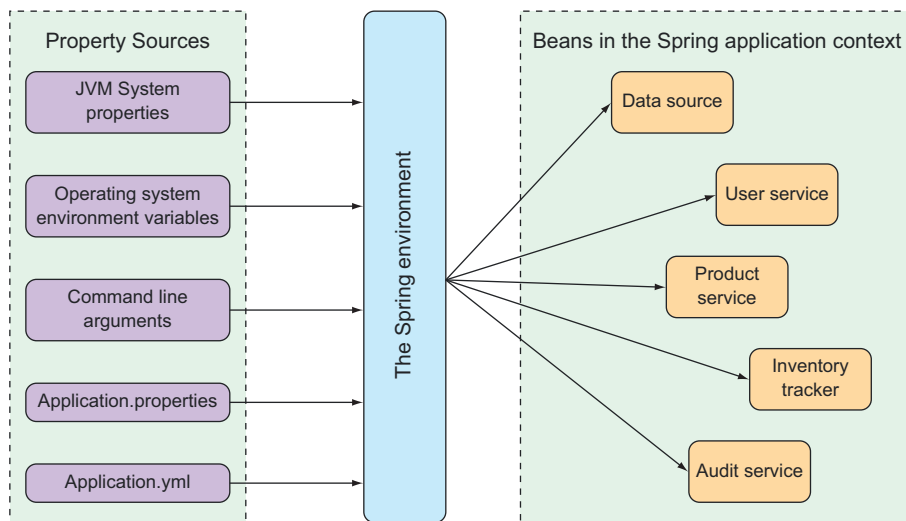 Property Sources
JVM System
properties
Operating system
environment variables
Command line
arguments
Application.properties
Application.yml
The Spring environment
Beans in the Spring application context
Data source
User service
Product
service
Inventory
tracker
Audit service